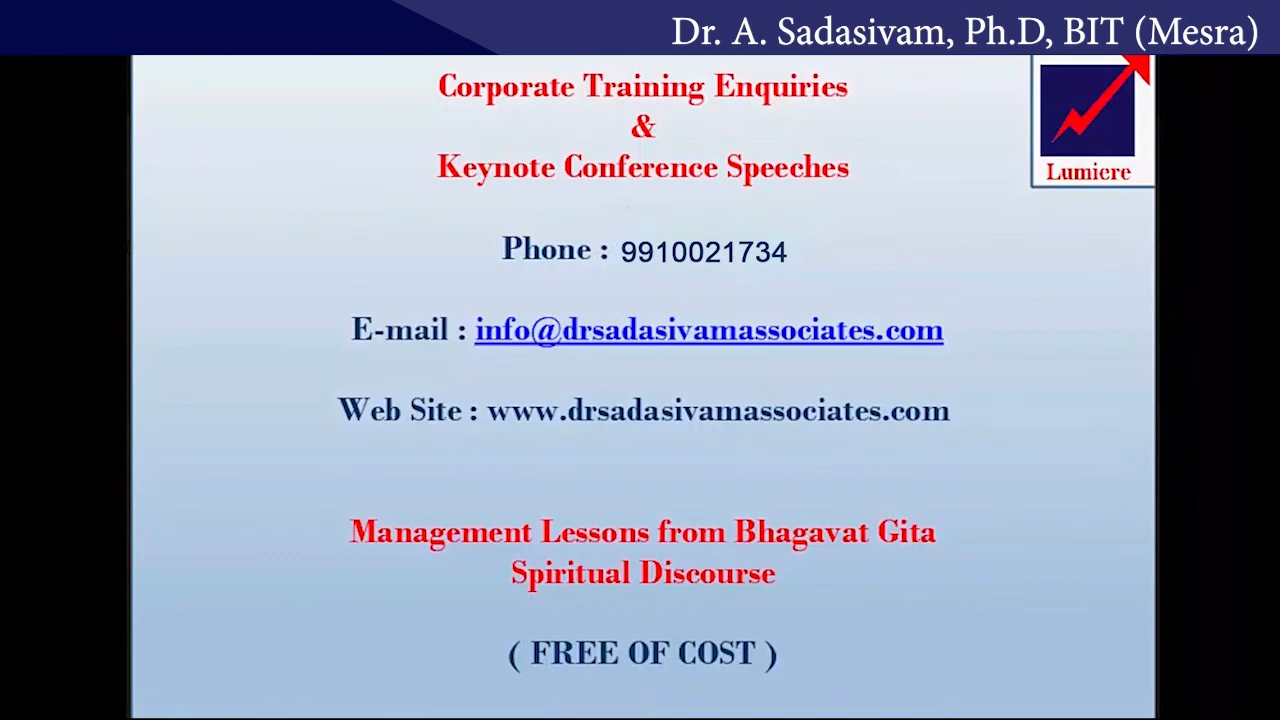 Dr. A. Sadasivam, Ph.D, BIT (Mesra)
Corporate Training Enquiries
&
Keynote Conference Speeches
Lumiere
Phone : 9910021734
E-mail : info@drsadasivamassociates.com
Web Site : www.drsadasivamassociates.com
Management Lessons from Bhagavat Gita
Spiritual Discourse
( FREE OF COST )